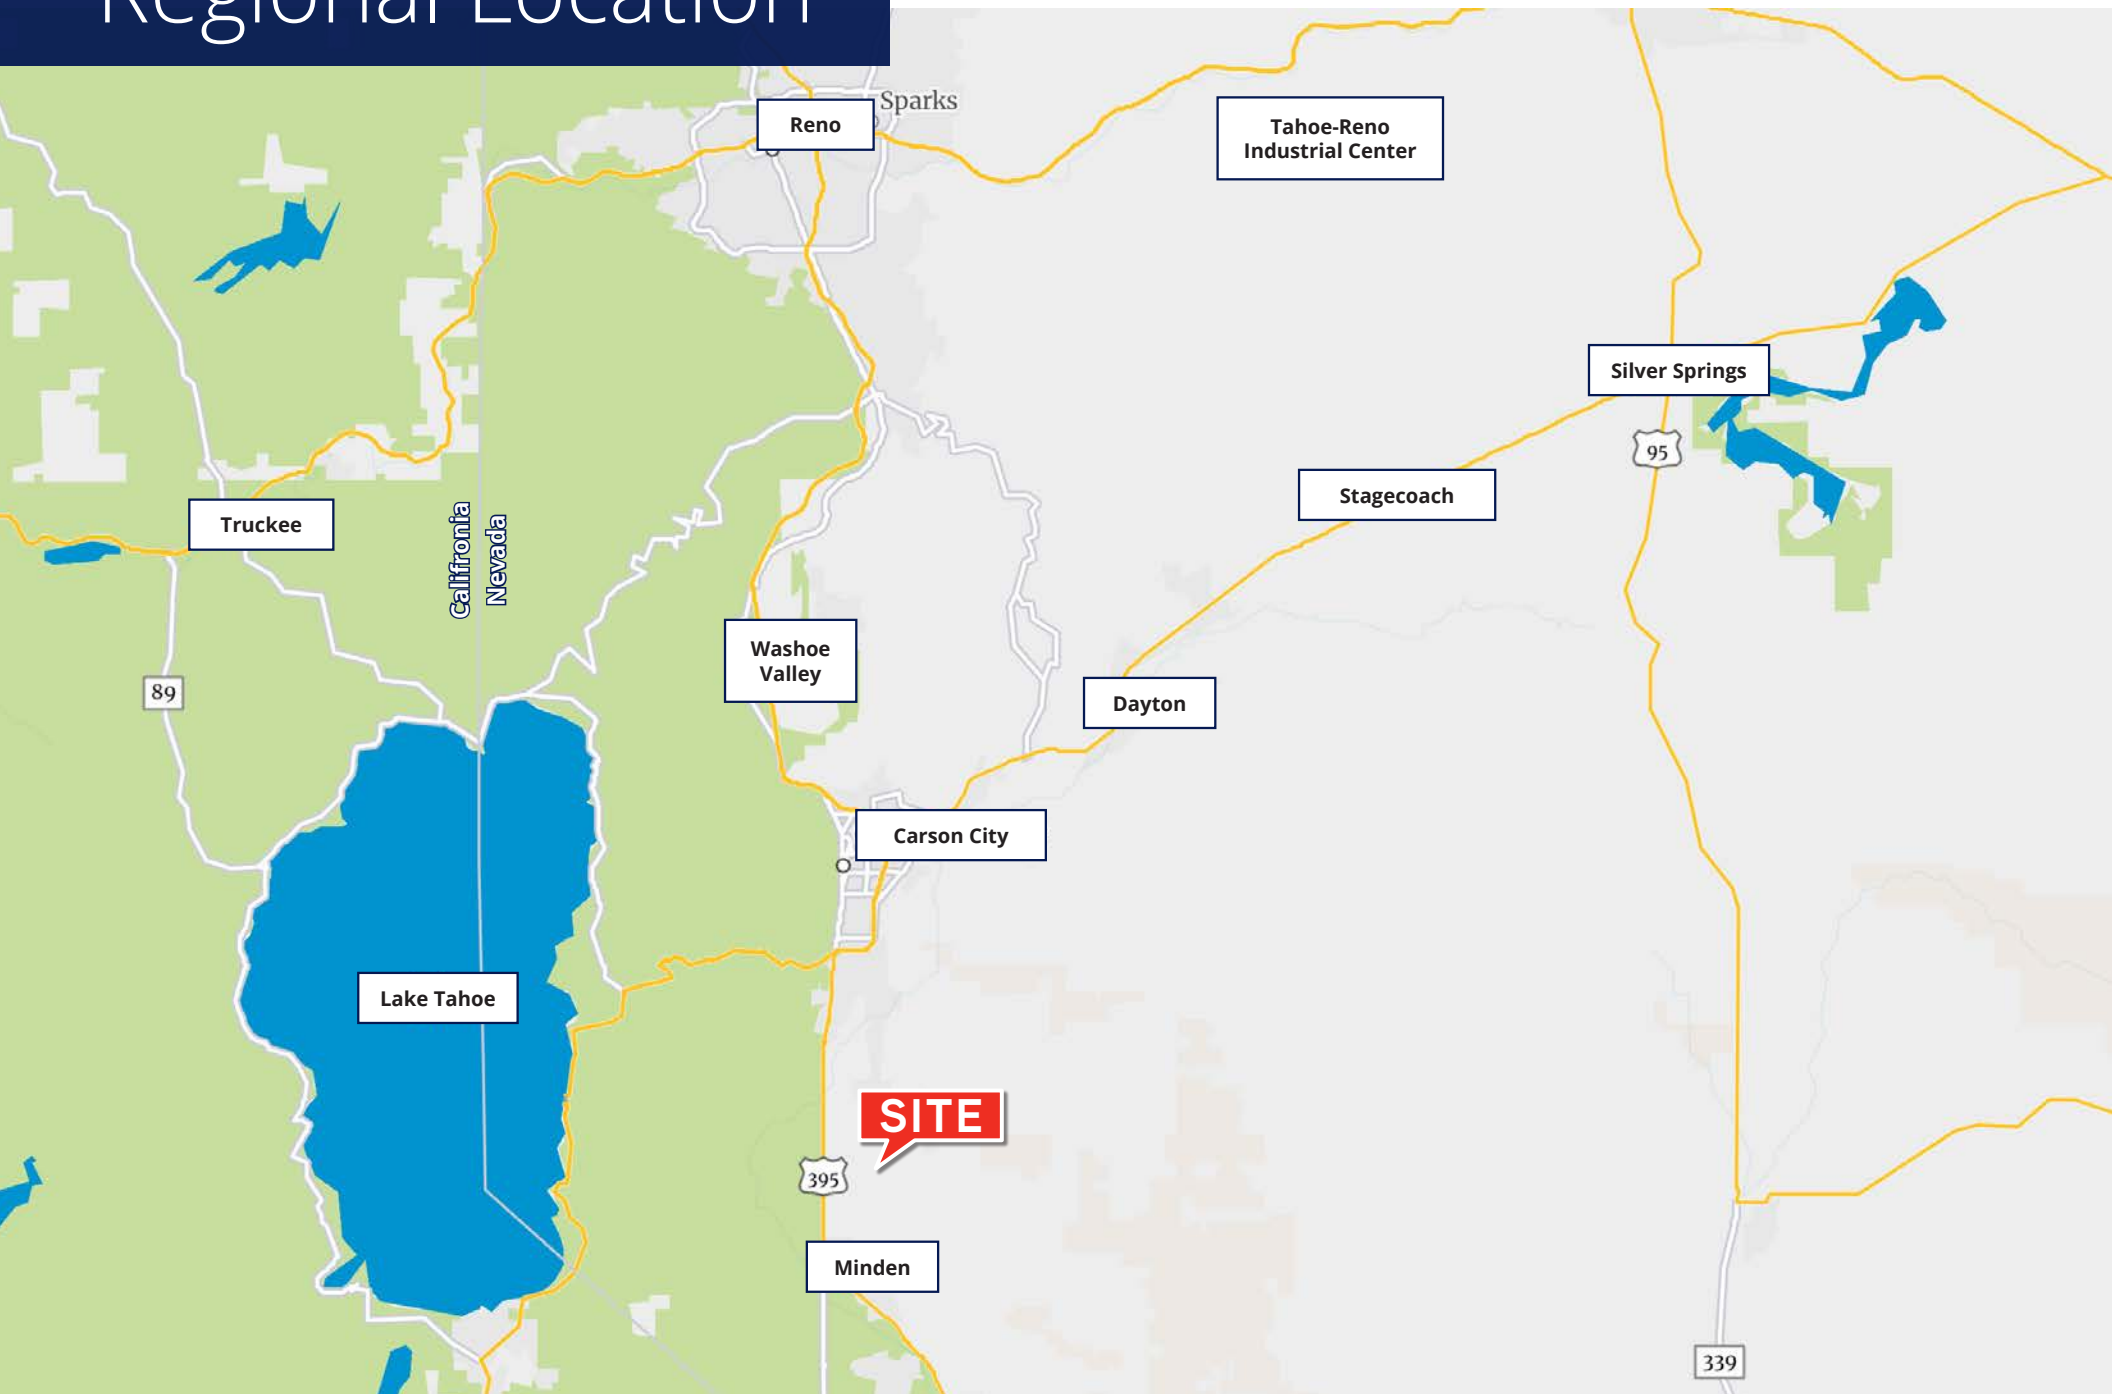 Regional Location
Sparks
Reno
Tahoe-Reno
Industrial Center
Silver Springs
95
Stagecoach
Truckee
Califronia
Nevada
Washoe
Valley
89
Dayton
Carson City
Lake Tahoe
SITE
395
Minden
339